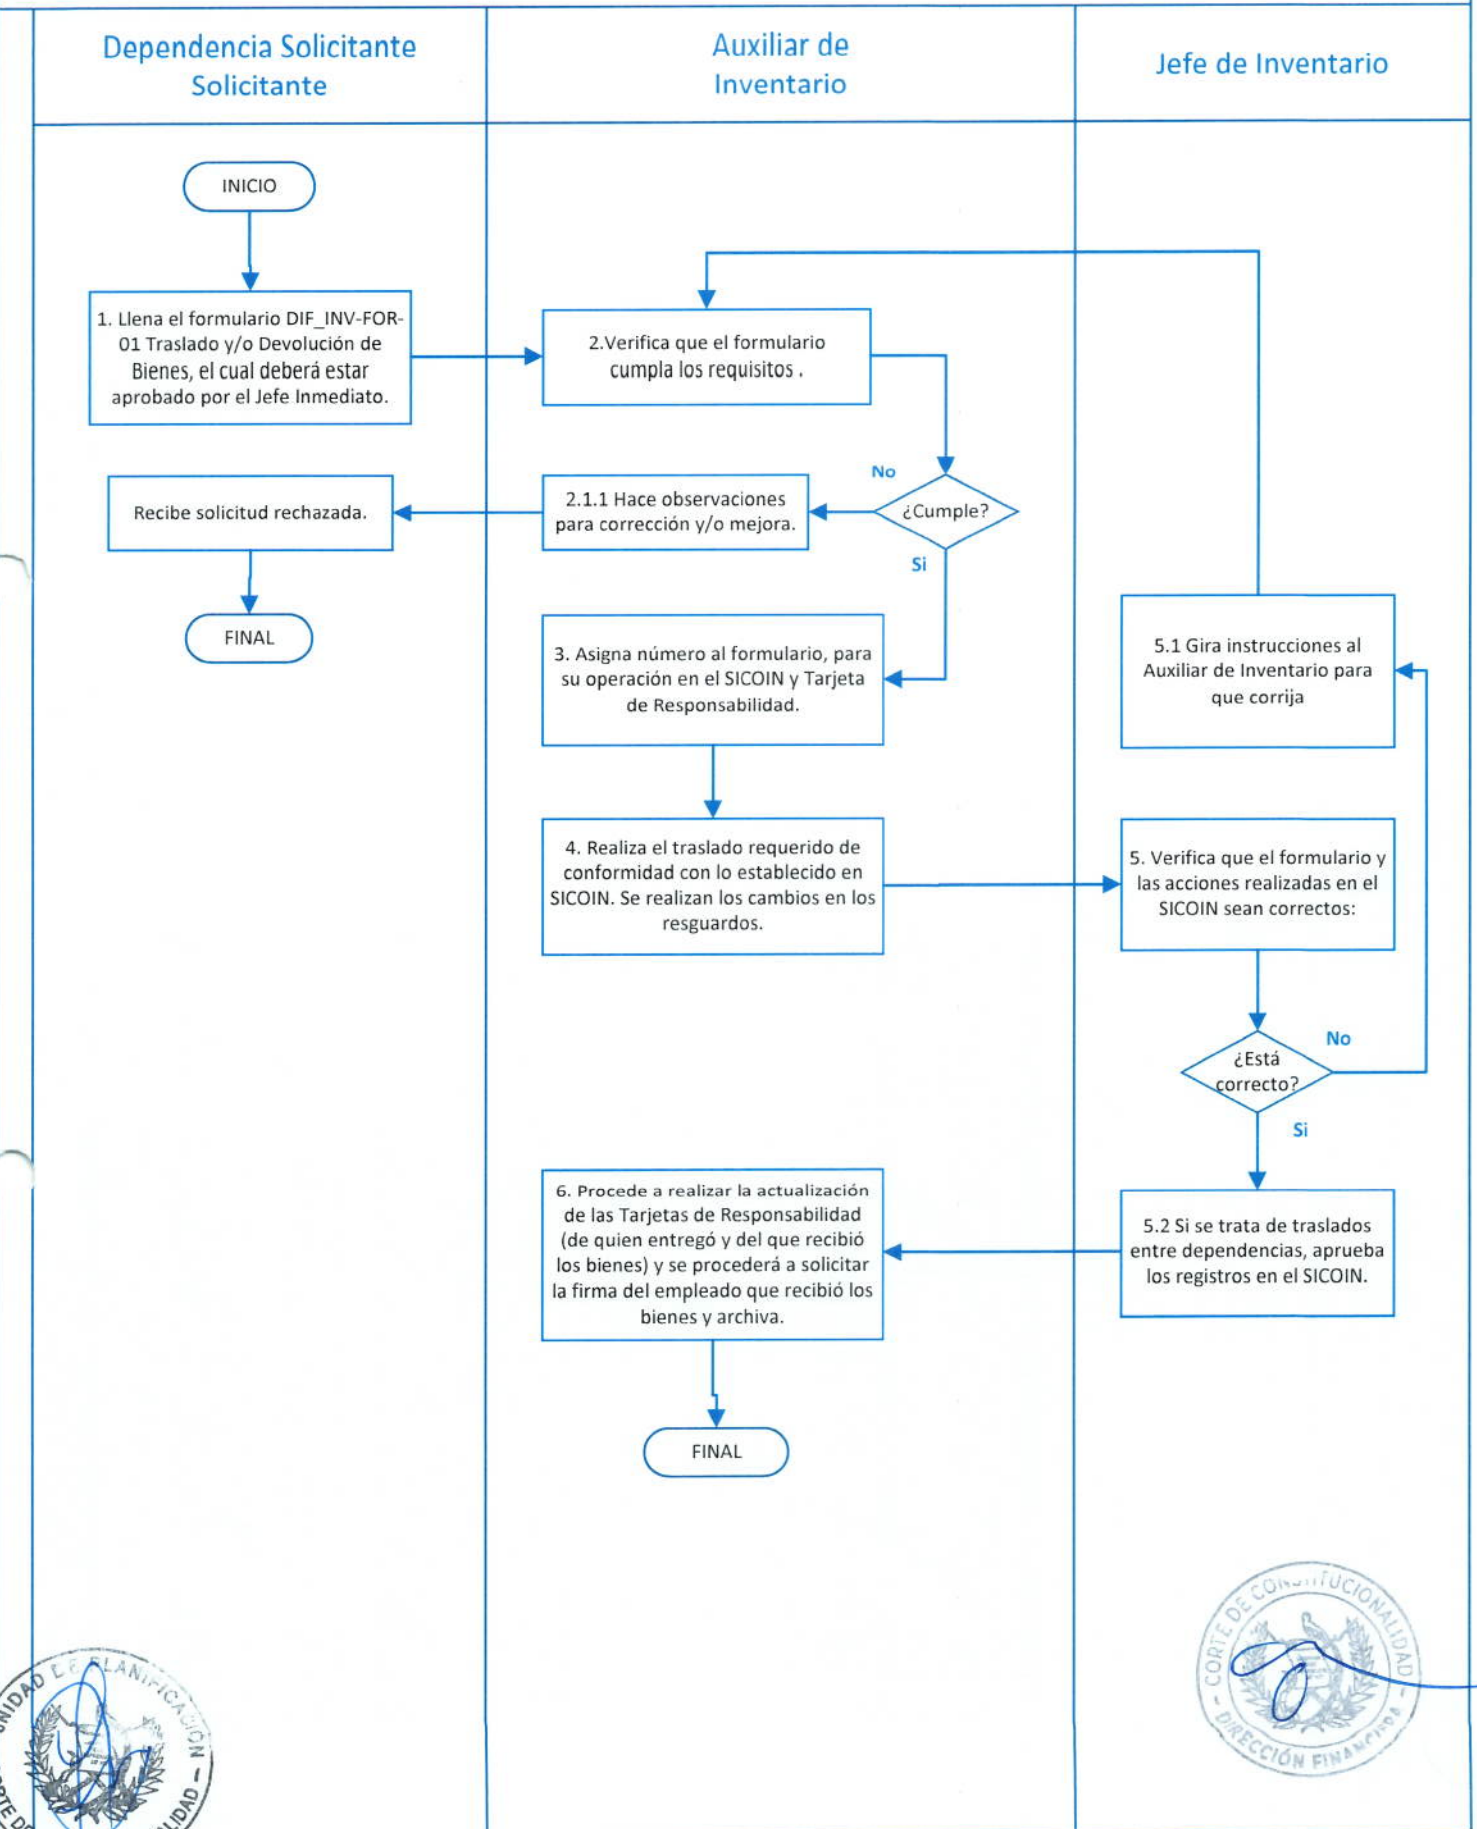 Dependencia Solicitante
Solicitante
Auxiliar de
Inventario
Jefe de Inventario
INICIO
1. Llena el formulario DIF_INV-FOR-
01 Traslado y/o Devolución de
Bienes, el cual deberá estar
aprobado por el Jefe Inmediato.
2.Verifica que el formulario
cumpla los requisitos .
No
¿Cumple?
Si
2.1.1 Hace observaciones
para corrección y/o mejora.
Recibe solicitud rechazada.
FINAL
3. Asigna número al formulario, para
su operación en el SICOIN y Tarjeta
de Responsabilidad.
5.1 Gira instrucciones al
Auxiliar de Inventario para
que corrija
4. Realiza el traslado requerido de
conformidad con lo establecido en
SICOIN. Se realizan los cambios en los
resguardos.
5. Verifica que el formulario y
las acciones realizadas en el
SICOIN sean correctos:
¿Está
correcto?
No
Si
5.2 Si se trata de traslados
entre dependencias, aprueba
los registros en el SICOIN.
6. Procede a realizar la actualización
de las Tarjetas de Responsabilidad
(de quien entregó y del que recibió
los bienes) y se procederá a solicitar
la firma del empleado que recibió los
bienes y archiva.
FINAL
CORTE DE CONSTITUCIONALIDAD
DIRECCIÓN FINANCIERA
UNIDAD DE PLANIFICACIÓN